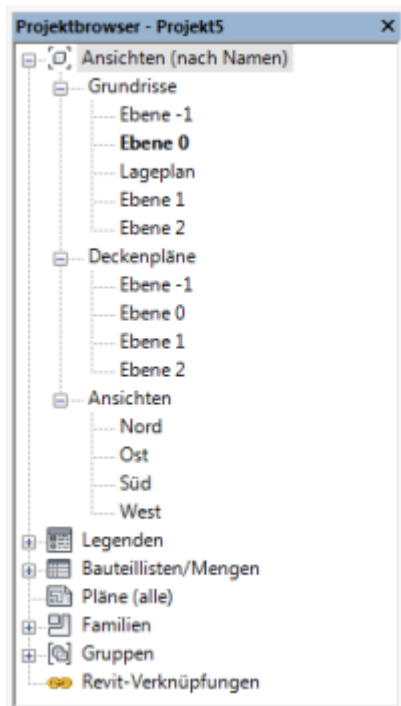 Projektbrowser - Projekt5
Ansichten (nach Namen)
Grundrisse
Ebene -1
Ebene 0
Lageplan
Ebene 1
Ebene 2
Deckenpläne
Ebene -1
Ebene 0
Ebene 1
Ebene 2
Ansichten
Nord
Ost
Süd
West
Legenden
Bauteillisten/Mengen
Pläne (alle)
Familien
Gruppen
Revit-Verknüpfungen